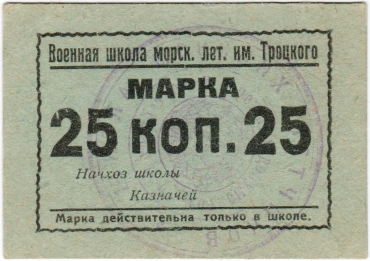 Военная школа морск. лет. им. Троцкого
МАРКА
25 КОП. 25
Начхоз школы
Казначей
Марка действительна только в школе.